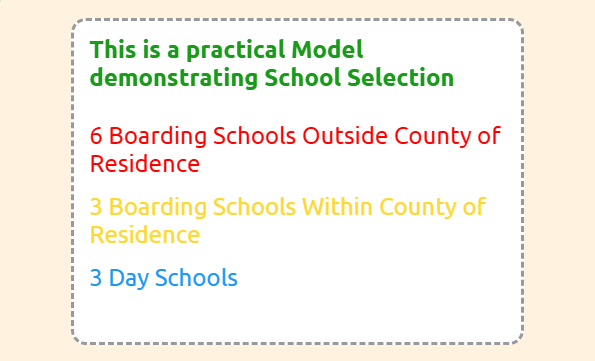 This is a practical Model
demonstrating School Selection
6 Boarding Schools Outside County of
Residence
3 Boarding Schools Within County of
Residence
3 Day Schools